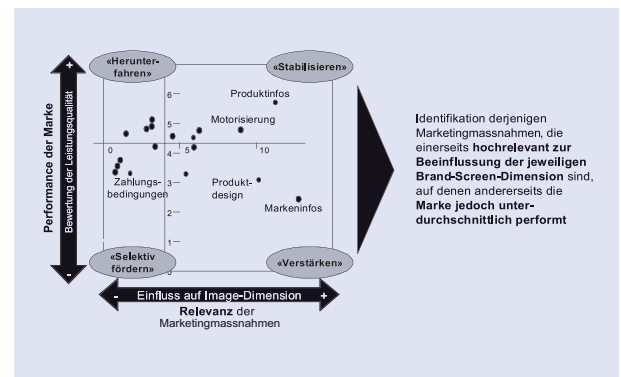 «Herunter-
fahren»
«Stabilisieren»
+
Performance der Marke
Bewertung der Leistungsqualität
-
6
5
4
3
2
1
0
0
5
10
Produktinfos
Motorisierung
Zahlungs-
bedingungen
Produkt-
design
Markeninfos
«Selektiv
fördern»
«Verstärken»
- Einfluss auf Image-Dimension +
Relevanz der
Marketingmassnahmen
Identifikation derjenigen
Marketingmassnahmen, die
einerseits hochrelevant zur
Beeinflussung der jeweiligen
Brand-Screen-Dimension sind,
auf denen andererseits die
Marke jedoch unter-
durchschnittlich performt